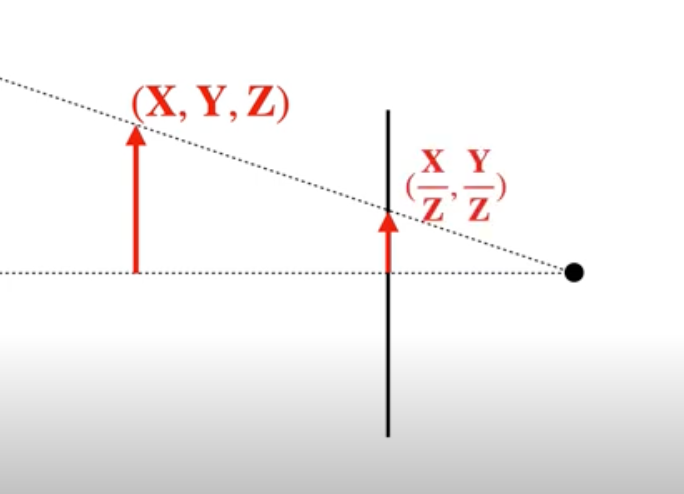 (X, Y, Z)
(X/Z, Y/Z)